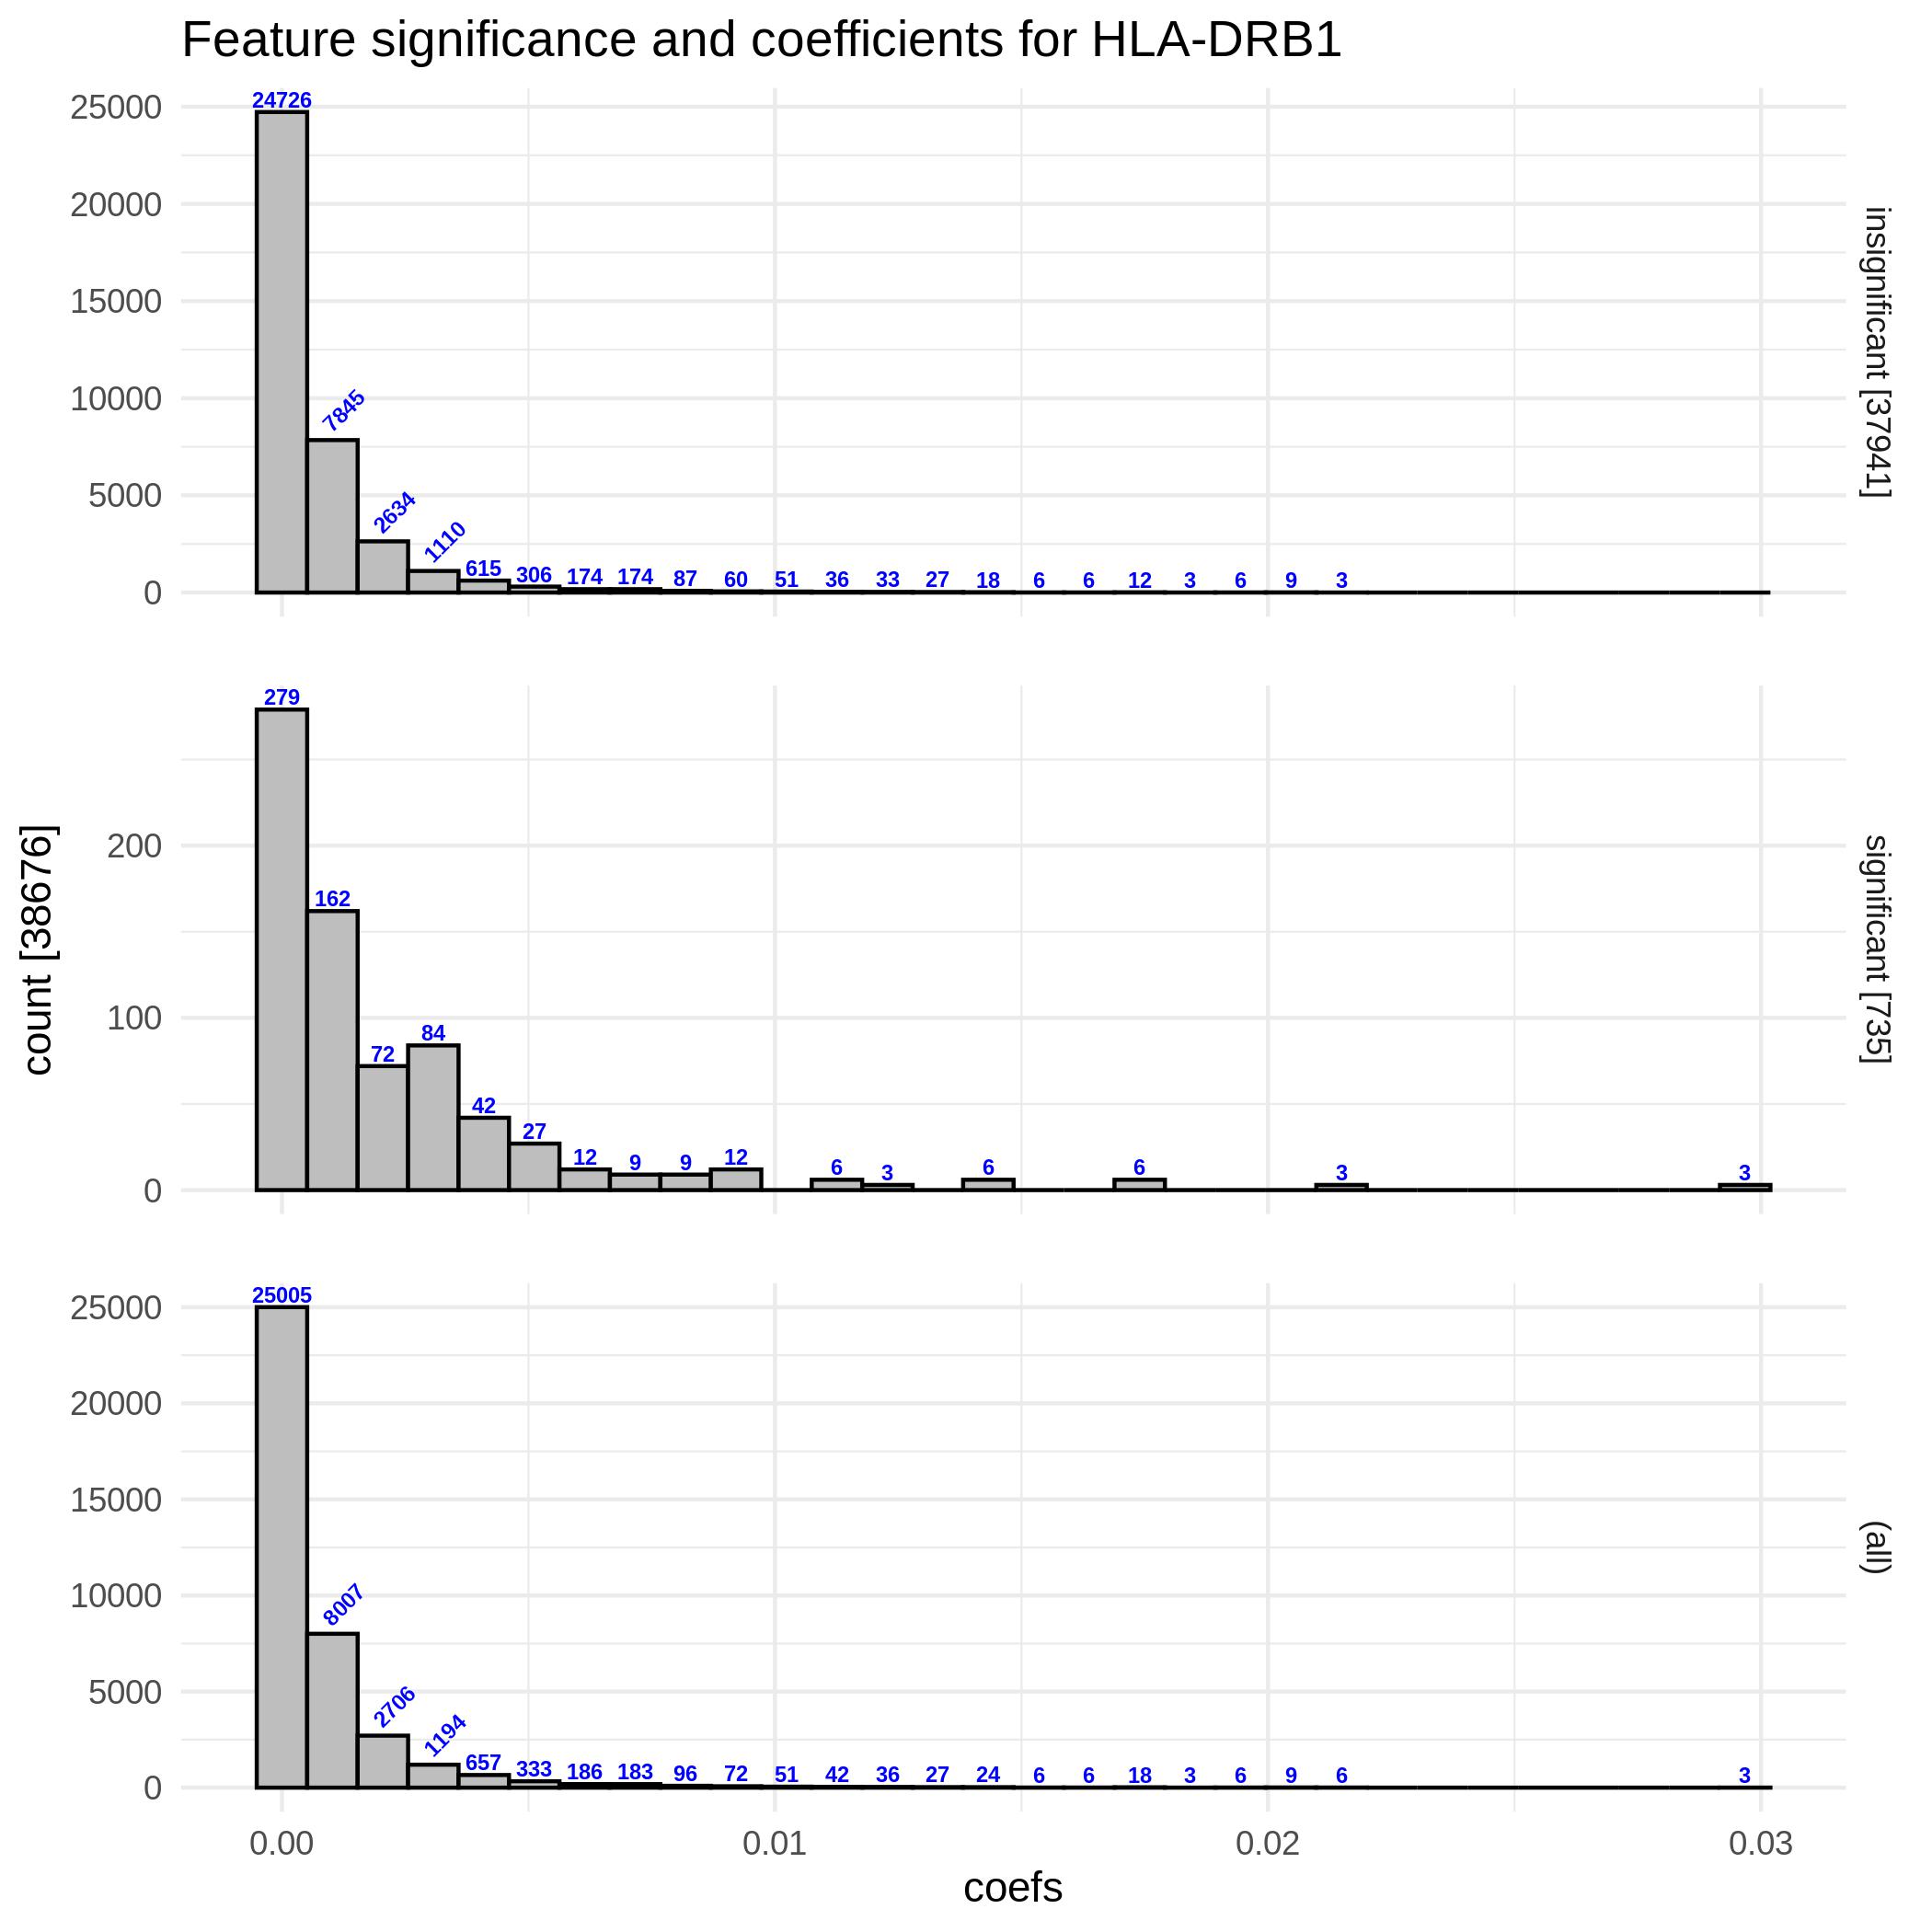 Feature significance and coefficients for HLA-DRB1
25000
20000
15000
10000
5000
0
24726
7845
2634
1110
615 306 174 174 87 60 51 36 33 27 18 6 6 12 3 6 9 3
insignificant [37941]
count [38676]
200
100
0
279
162
72
84
42
27
12 9 9 12 6 3 6 6 3 3
significant [735]
25000
20000
15000
10000
5000
0
25005
8007
2706
1194
657 333 186 183 96 72 51 42 36 27 24 6 6 18 3 6 9 6 3
(all)
0.00 0.01 0.02 0.03
coefs